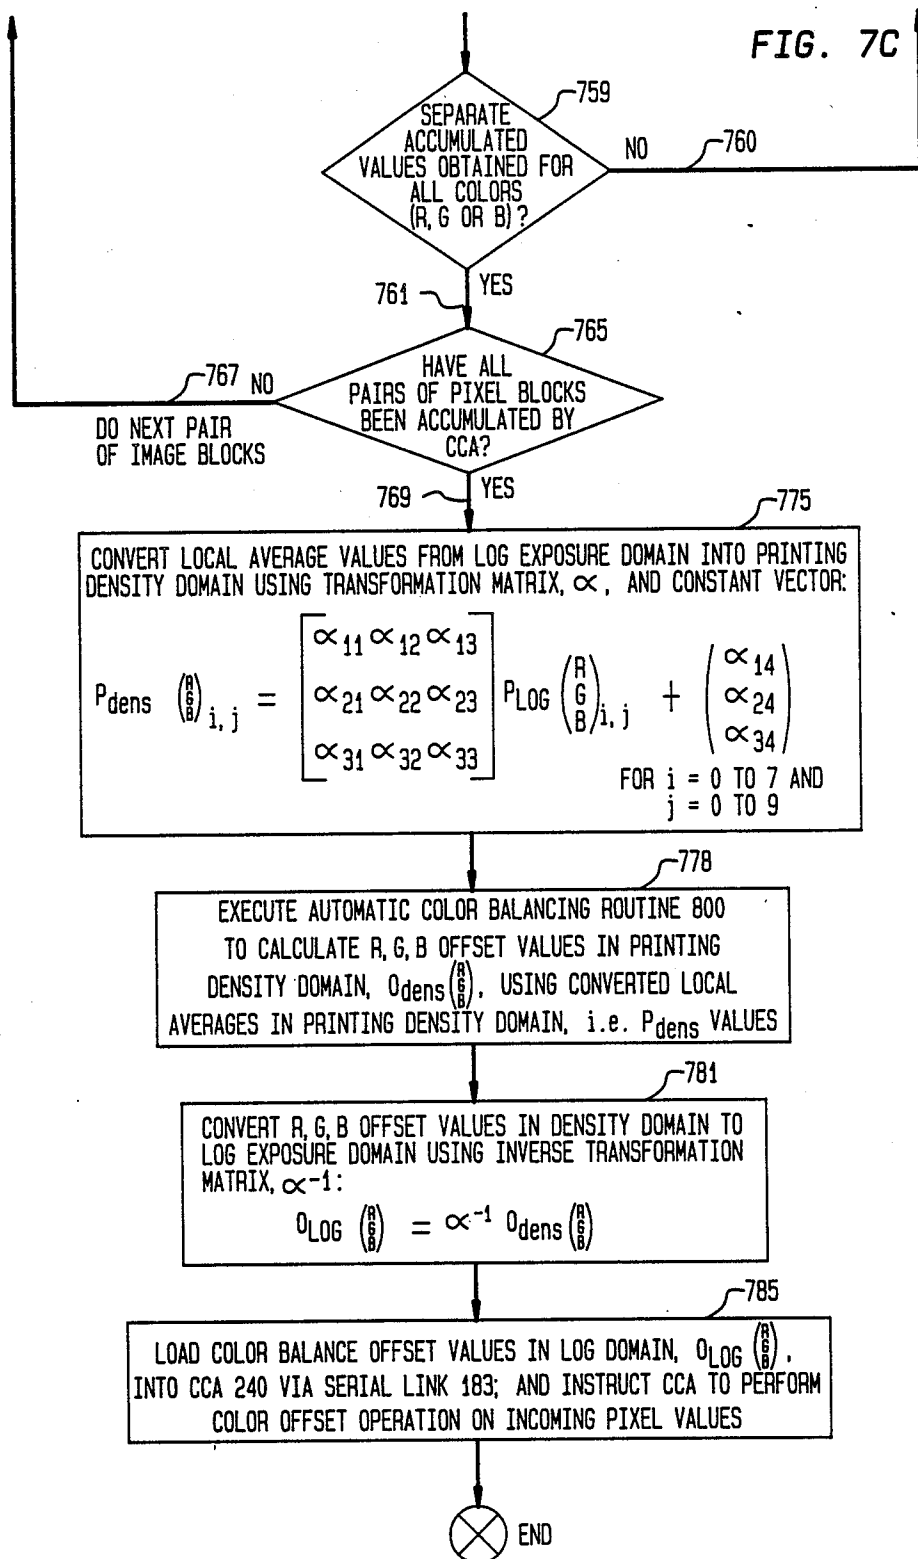 FIG. 7C
759
SEPARATE
ACCUMULATED
VALUES OBTAINED FOR
ALL COLORS
(R, G OR B)?
NO
760
761
YES
765
HAVE ALL
PAIRS OF PIXEL BLOCKS
BEEN ACCUMULATED BY
CCA?
767
NO
DO NEXT PAIR
OF IMAGE BLOCKS
769
YES
775
CONVERT LOCAL AVERAGE VALUES FROM LOG EXPOSURE DOMAIN INTO PRINTING
DENSITY DOMAIN USING TRANSFORMATION MATRIX, ∝, AND CONSTANT VECTOR:
∝11 ∝12 ∝13
∝21 ∝22 ∝23
∝31 ∝32 ∝33
Pdens (R G B) i, j =
PLOG (R G B) i, j +
∝14
∝24
∝34
FOR i = 0 TO 7 AND
j = 0 TO 9
778
EXECUTE AUTOMATIC COLOR BALANCING ROUTINE 800
TO CALCULATE R, G, B OFFSET VALUES IN PRINTING
DENSITY DOMAIN, Odens (R G B), USING CONVERTED LOCAL
AVERAGES IN PRINTING DENSITY DOMAIN, i.e. Pdens VALUES
781
CONVERT R, G, B OFFSET VALUES IN DENSITY DOMAIN TO
LOG EXPOSURE DOMAIN USING INVERSE TRANSFORMATION
MATRIX, ∝-1:
OLOG (R G B) = ∝-1 Odens (R G B)
785
LOAD COLOR BALANCE OFFSET VALUES IN LOG DOMAIN, OLOG (R G B),
INTO CCA 240 VIA SERIAL LINK 183; AND INSTRUCT CCA TO PERFORM
COLOR OFFSET OPERATION ON INCOMING PIXEL VALUES
END